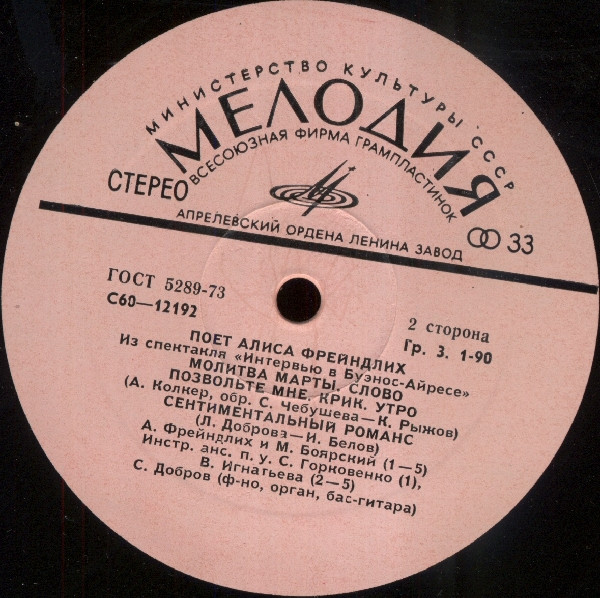 МИНИСТЕРСТВО КУЛЬТУРЫ СССР
МЕЛОДИЯ
ВСЕСОЮЗНАЯ ФИРМА ГРАМПЛАСТИНОК
СТЕРЕО
АПРЕЛЕВСКИЙ ОРДЕНА ЛЕНИНА ЗАВОД
33
ГОСТ 5289-73
С60—12192
2 сторона
Гр. 3. 1-90
ПОЕТ АЛИСА ФРЕЙНДЛИХ
Из спектакля «Интервью в Буэнос-Айресе»
МОЛИТВА МАРТЫ. СЛОВО
ПОЗВОЛЬТЕ МНЕ. КРИК. УТРО
(А. Колкер, обр. С. Чебушева—К. Рыжов)
СЕНТИМЕНТАЛЬНЫЙ РОМАНС
(Л. Доброва—И. Белов)
А. Фрейндлих и М. Боярский (1—5)
Инстр. анс. п. у. С. Горковенко (1),
В. Игнатьева (2—5)
С. Добров (ф-но, орган, бас-гитара)